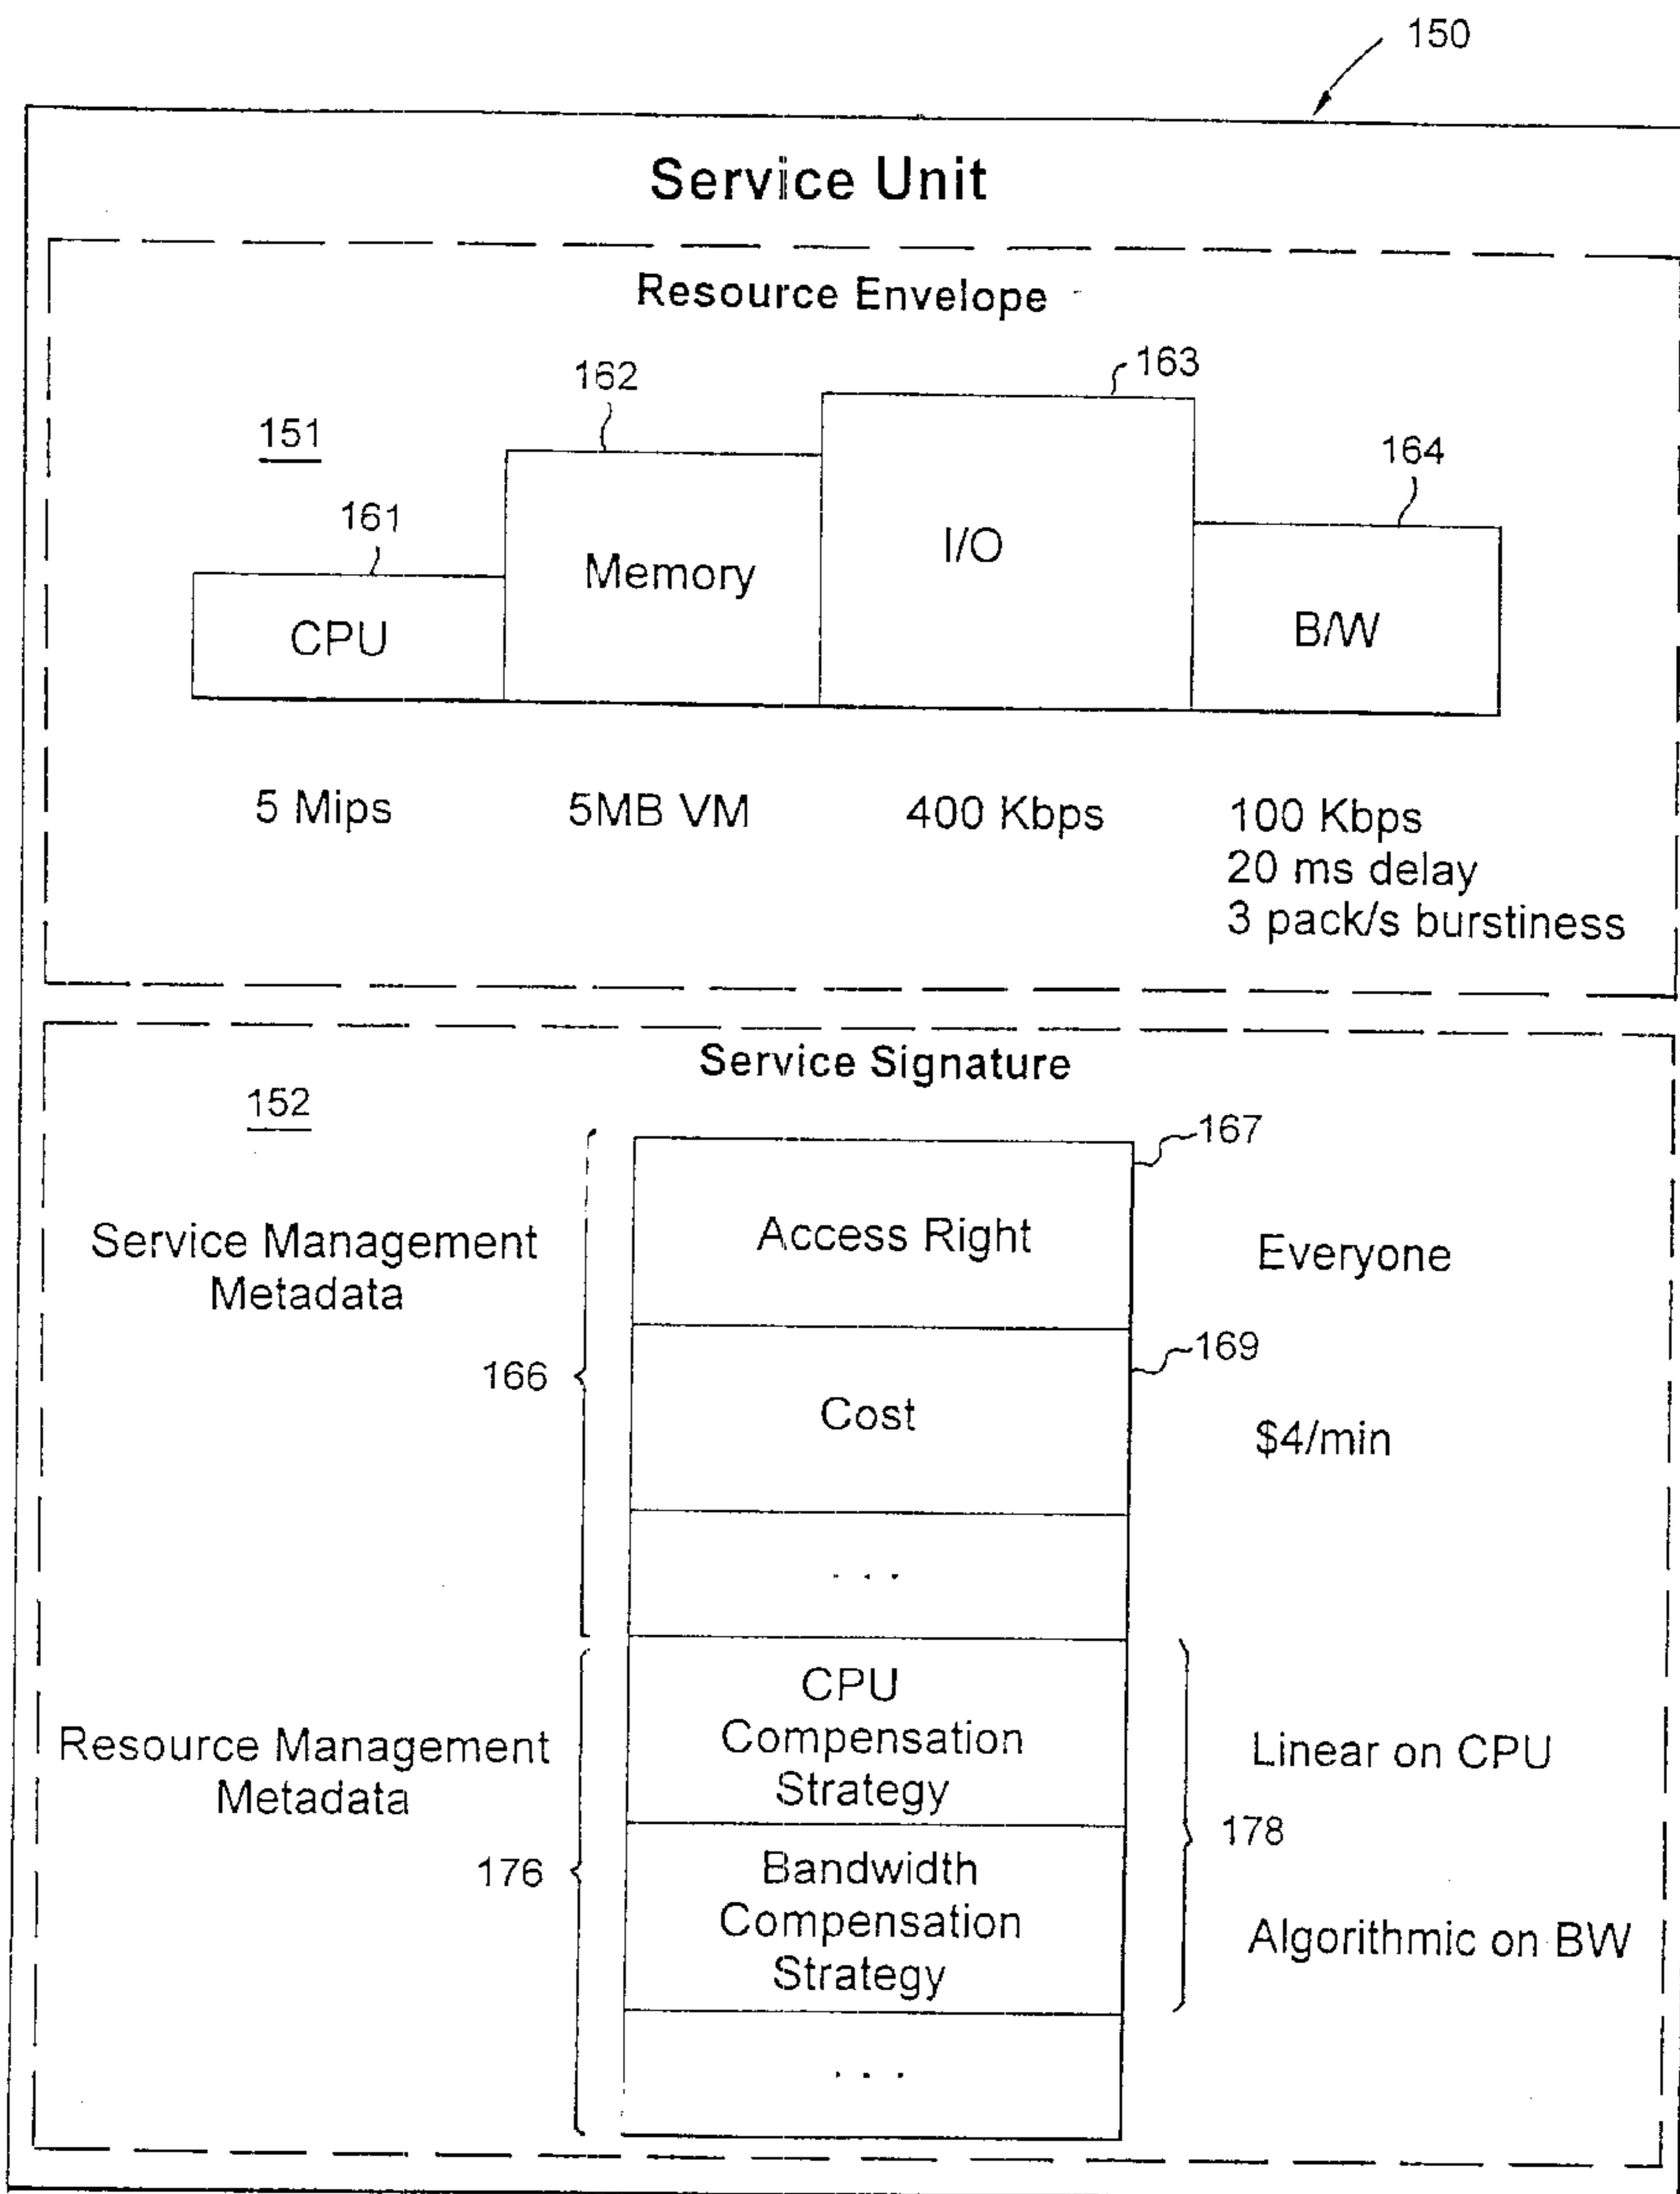 150
Service Unit
Resource Envelope
151
161
162
163
164
CPU
Memory
I/O
B/W
5 Mips
5MB VM
400 Kbps
100 Kbps
20 ms delay
3 pack/s burstiness
Service Signature
152
Service Management
Metadata
166
167
Access Right
Everyone
169
Cost
$4/min
. . .
Resource Management
Metadata
176
CPU
Compensation
Strategy
Linear on CPU
178
Bandwidth
Compensation
Strategy
Algorithmic on BW
. . .